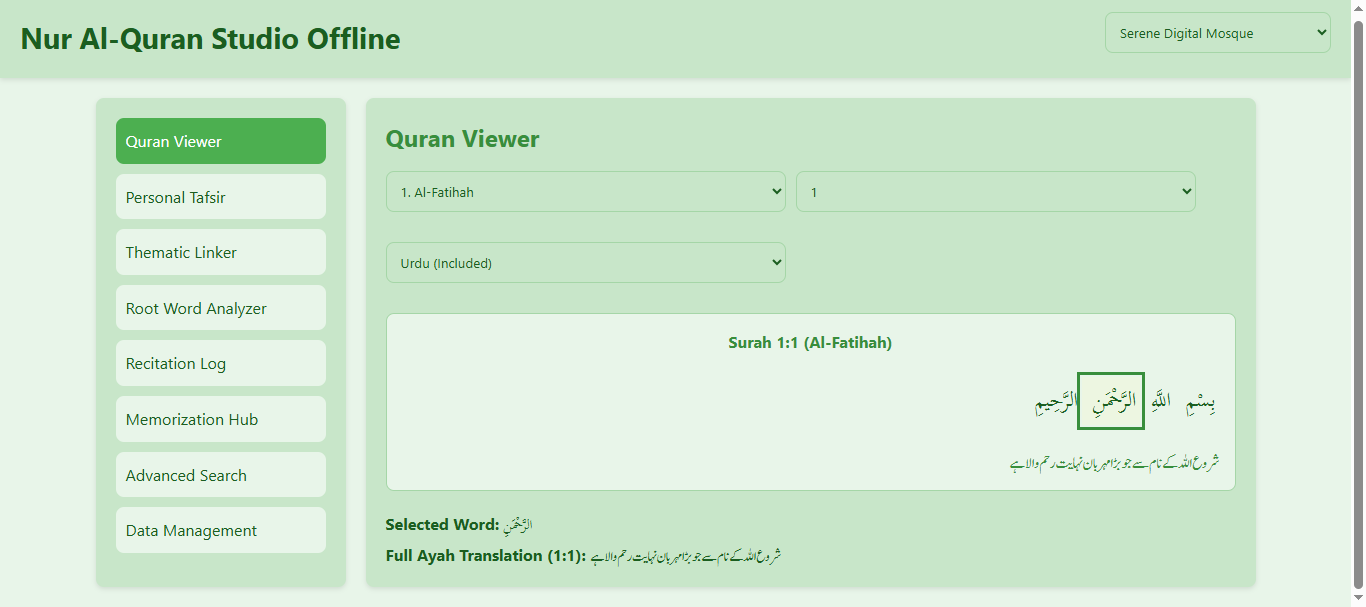 Nur Al-Quran Studio Offline
Serene Digital Mosque
Quran Viewer
Personal Tafsir
Thematic Linker
Root Word Analyzer
Recitation Log
Memorization Hub
Advanced Search
Data Management
Quran Viewer
1. Al-Fatihah
1
Urdu (Included)
Surah 1:1 (Al-Fatihah)
بِسْمِ اللَّهِ الرَّحْمَٰنِ الرَّحِيمِ
شروع الله کے نام سے جو بڑا مہربان نہایت رحم والا ہے
Selected Word: الرَّحْمَٰنِ
Full Ayah Translation (1:1): شروع الله کے نام سے جو بڑا مہربان نہایت رحم والا ہے